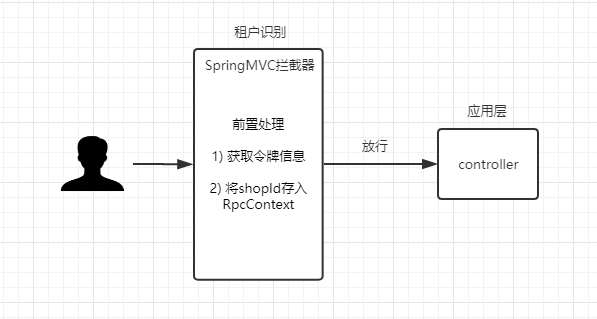 租户识别
SpringMVC拦截器
前置处理
1) 获取令牌信息
2) 将shopId存入
RpcContext
放行
应用层
controller